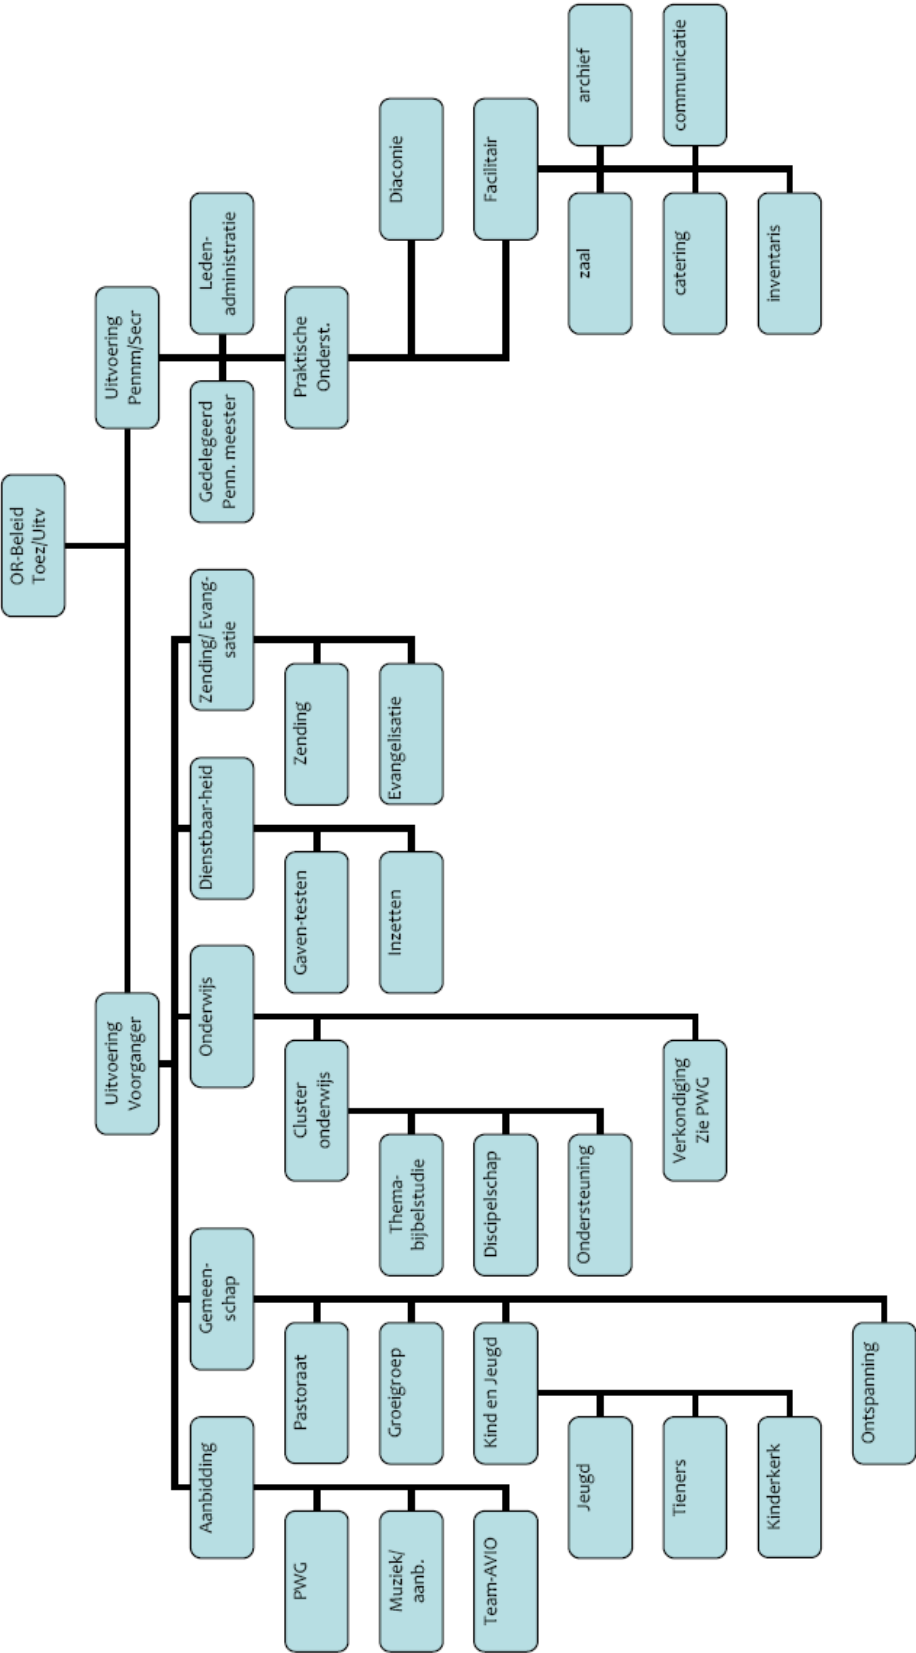 OR-Beleid
Toez/Uitv
Uitvoering
Voorganger
Uitvoering
Pennm/Secr
Aanbidding
Gemeen-
schap
Onderwijs
Dienstbaar-heid
Zending/ Evang-
satie
Gedelegeerd
Penn. meester
Leden-
administratie
PWG
Pastoraat
Cluster
onderwijs
Gaven-testen
Zending
Praktische
Onderst.
Muziek/
aanb.
Groeigroep
Thema-
bijbelstudie
Inzetten
Evangelisatie
Diaconie
Team-AVIO
Kind en Jeugd
Discipelschap
Facilitair
Jeugd
Ondersteuning
zaal
archief
Tieners
Verkondiging
Zie PWG
catering
communicatie
Kinderkerk
inventaris
Ontspanning